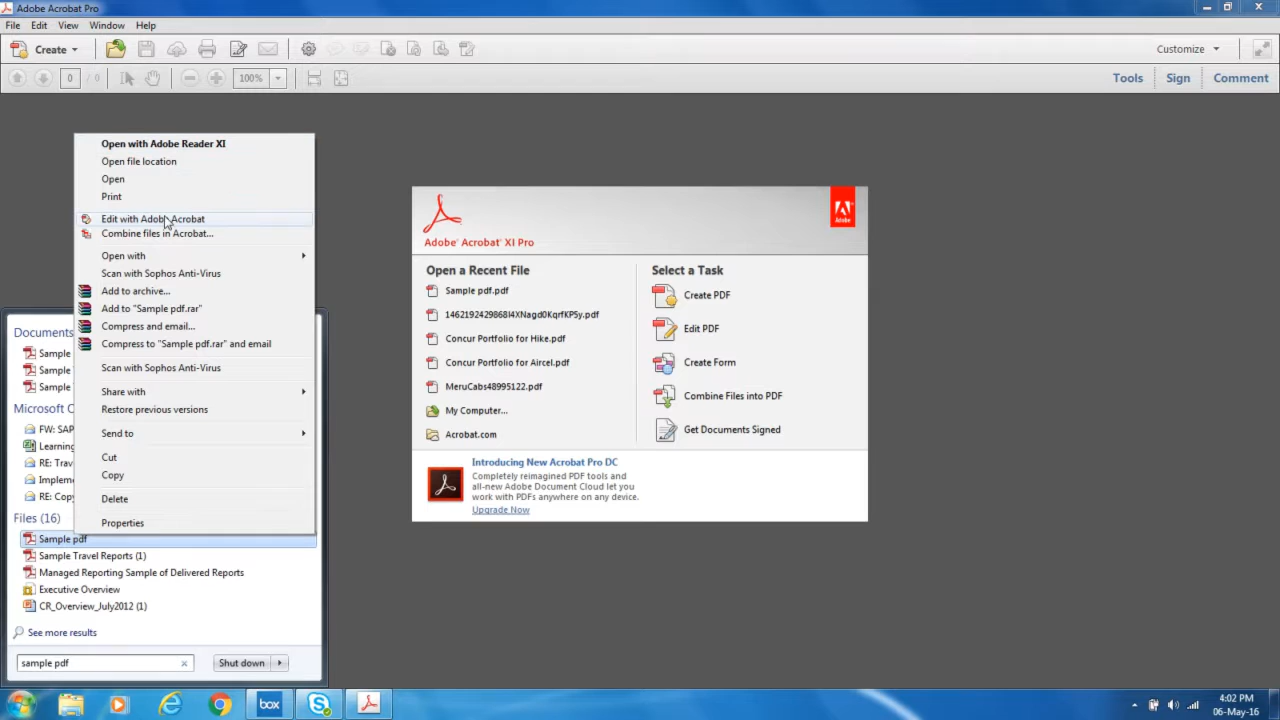 Adobe Acrobat Pro
File Edit View Window Help
Create
Customize
0 / 0
100%
Tools Sign Comment
Open with Adobe Reader XI
Open file location
Open
Print
Edit with Adobe Acrobat
Combine files in Acrobat...
Open with
Scan with Sophos Anti-Virus
Add to archive...
Add to "Sample pdf.rar"
Compress and email...
Compress to "Sample pdf.rar" and email
Scan with Sophos Anti-Virus
Share with
Restore previous versions
Send to
Cut
Copy
Delete
Properties
Documents
Sample
Sample
Sample
Microsoft
FW: SAP
Learning
RE: Trav
Impleme
RE: Copy
Files (16)
Sample pdf
Sample Travel Reports (1)
Managed Reporting Sample of Delivered Reports
Executive Overview
CR_Overview_July2012 (1)
See more results
sample pdf
Shut down
Adobe® Acrobat® XI Pro
Adobe
Open a Recent File
Sample pdf.pdf
1462192429868I4XNagd0KqrfKP5y.pdf
Concur Portfolio for Hike.pdf
Concur Portfolio for Aircel.pdf
MeruCabs48995122.pdf
My Computer...
Acrobat.com
Select a Task
Create PDF
Edit PDF
Create Form
Combine Files into PDF
Get Documents Signed
Introducing New Acrobat Pro DC
Completely reimagined PDF tools and
all-new Adobe Document Cloud let you
work with PDFs anywhere on any device.
Upgrade Now
box
4:02 PM
06-May-16